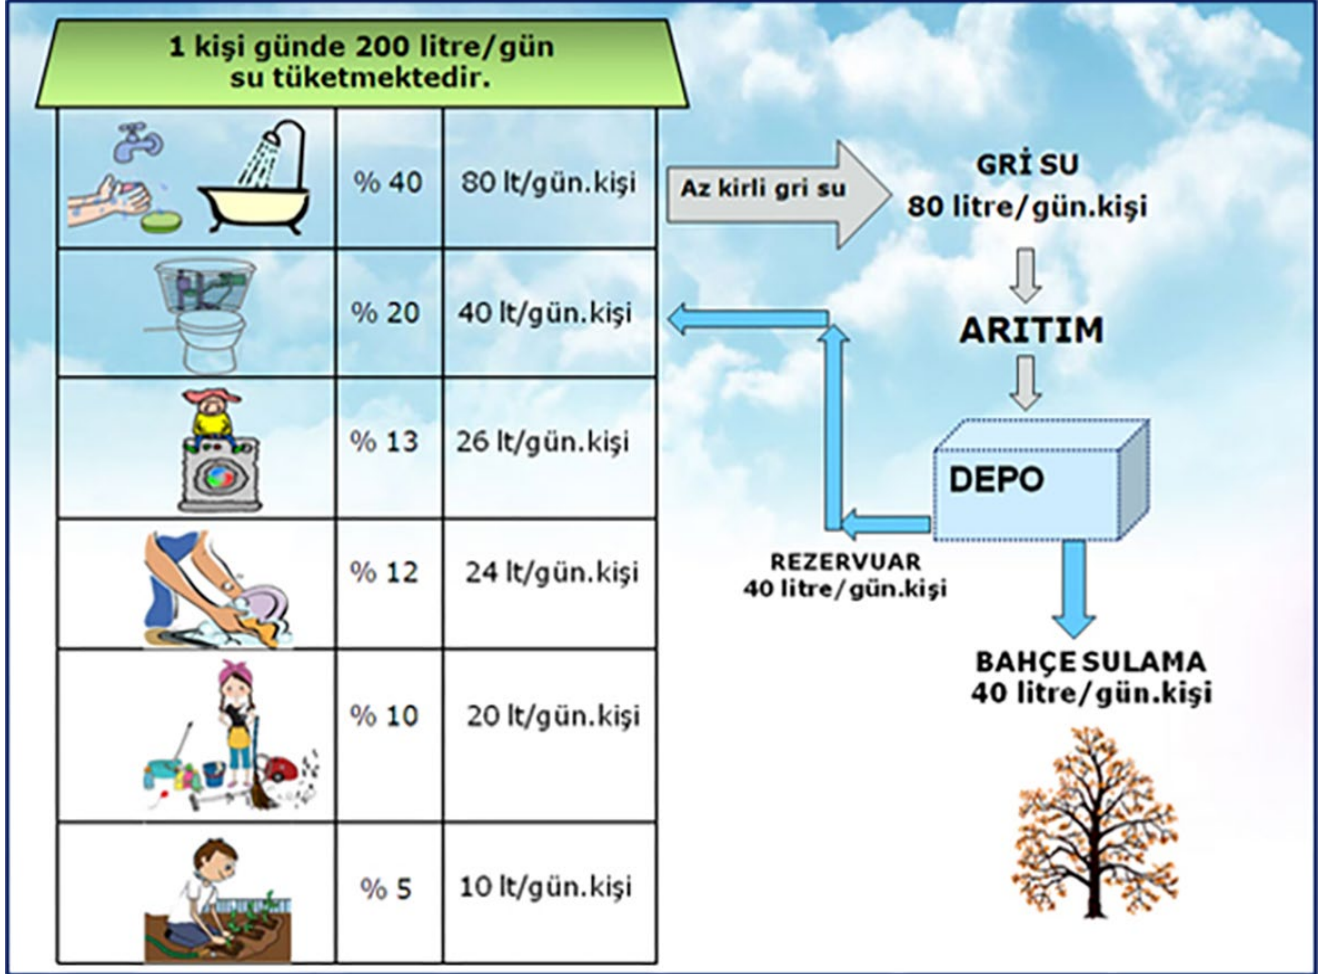 1 kişi günde 200 litre/gün
su tüketmektedir.
% 40 80 lt/gün.kişi
% 20 40 lt/gün.kişi
% 13 26 lt/gün.kişi
% 12 24 lt/gün.kişi
% 10 20 lt/gün.kişi
% 5 10 lt/gün.kişi
Az kirli gri su
GRİ SU
80 litre/gün.kişi
ARITIM
DEPO
REZERVUAR
40 litre/gün.kişi
BAHÇE SULAMA
40 litre/gün.kişi